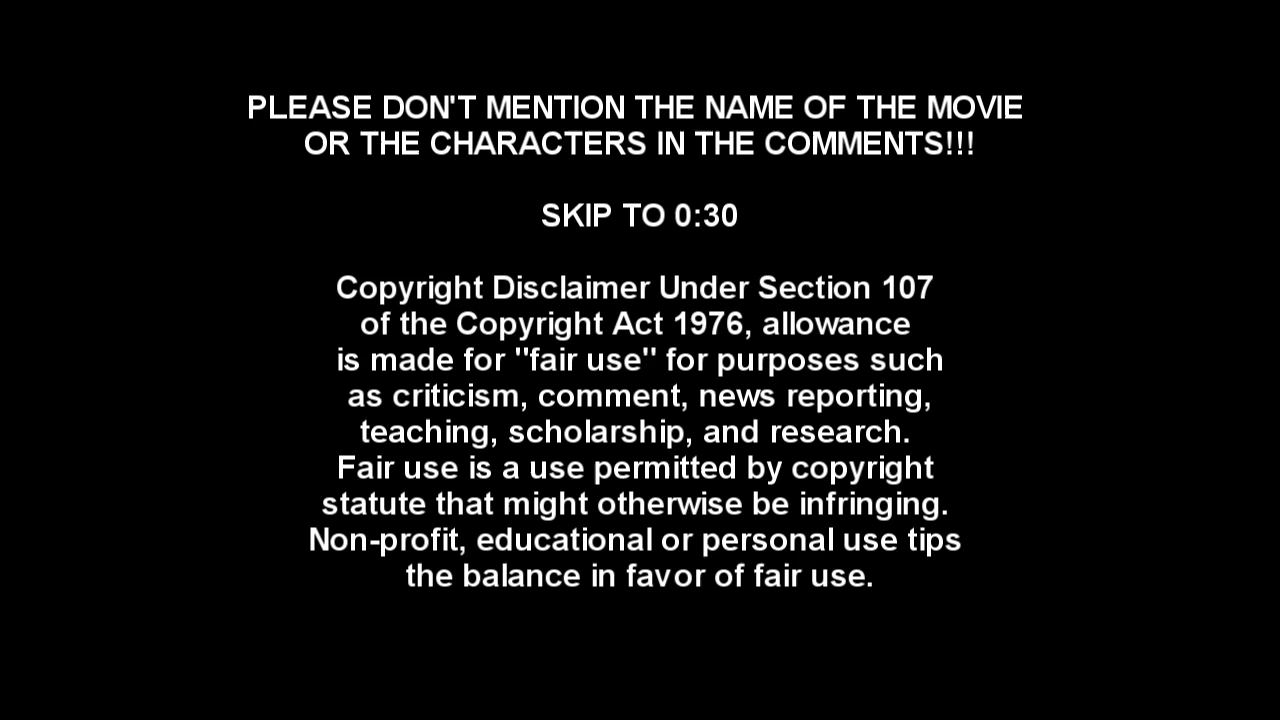 PLEASE DON'T MENTION THE NAME OF THE MOVIE
OR THE CHARACTERS IN THE COMMENTS!!!
SKIP TO 0:30
Copyright Disclaimer Under Section 107
of the Copyright Act 1976, allowance
is made for "fair use" for purposes such
as criticism, comment, news reporting,
teaching, scholarship, and research.
Fair use is a use permitted by copyright
statute that might otherwise be infringing.
Non-profit, educational or personal use tips
the balance in favor of fair use.